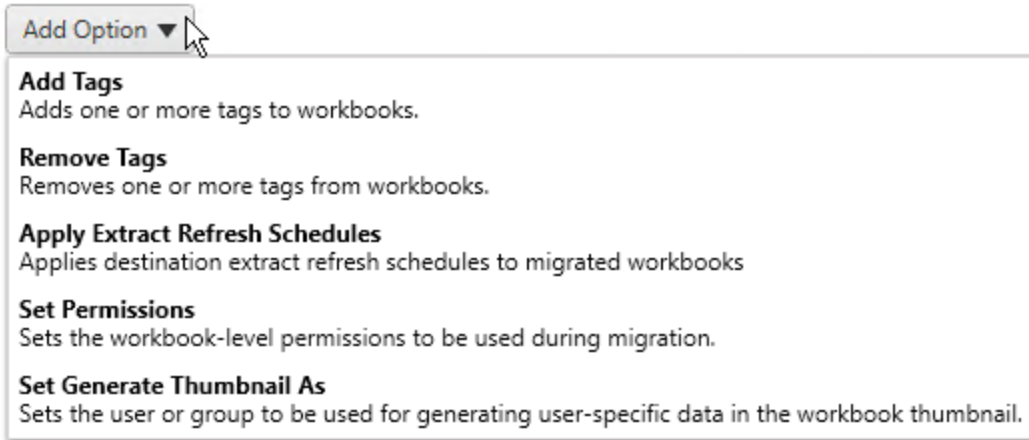 Add Option ▼
Add Tags
Adds one or more tags to workbooks.
Remove Tags
Removes one or more tags from workbooks.
Apply Extract Refresh Schedules
Applies destination extract refresh schedules to migrated workbooks
Set Permissions
Sets the workbook-level permissions to be used during migration.
Set Generate Thumbnail As
Sets the user or group to be used for generating user-specific data in the workbook thumbnail.